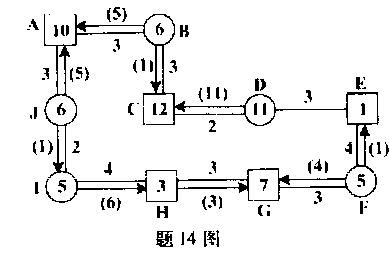 A 10 (5) 3 6 B
3 (5) (1) 3
J 6 C 12 (11) 2 D 11 3 E 1
(1) 2 4 (1)
I 5 4 (6) 3 H 3 (3) 7 G (4) 3 5 F
题 14 图